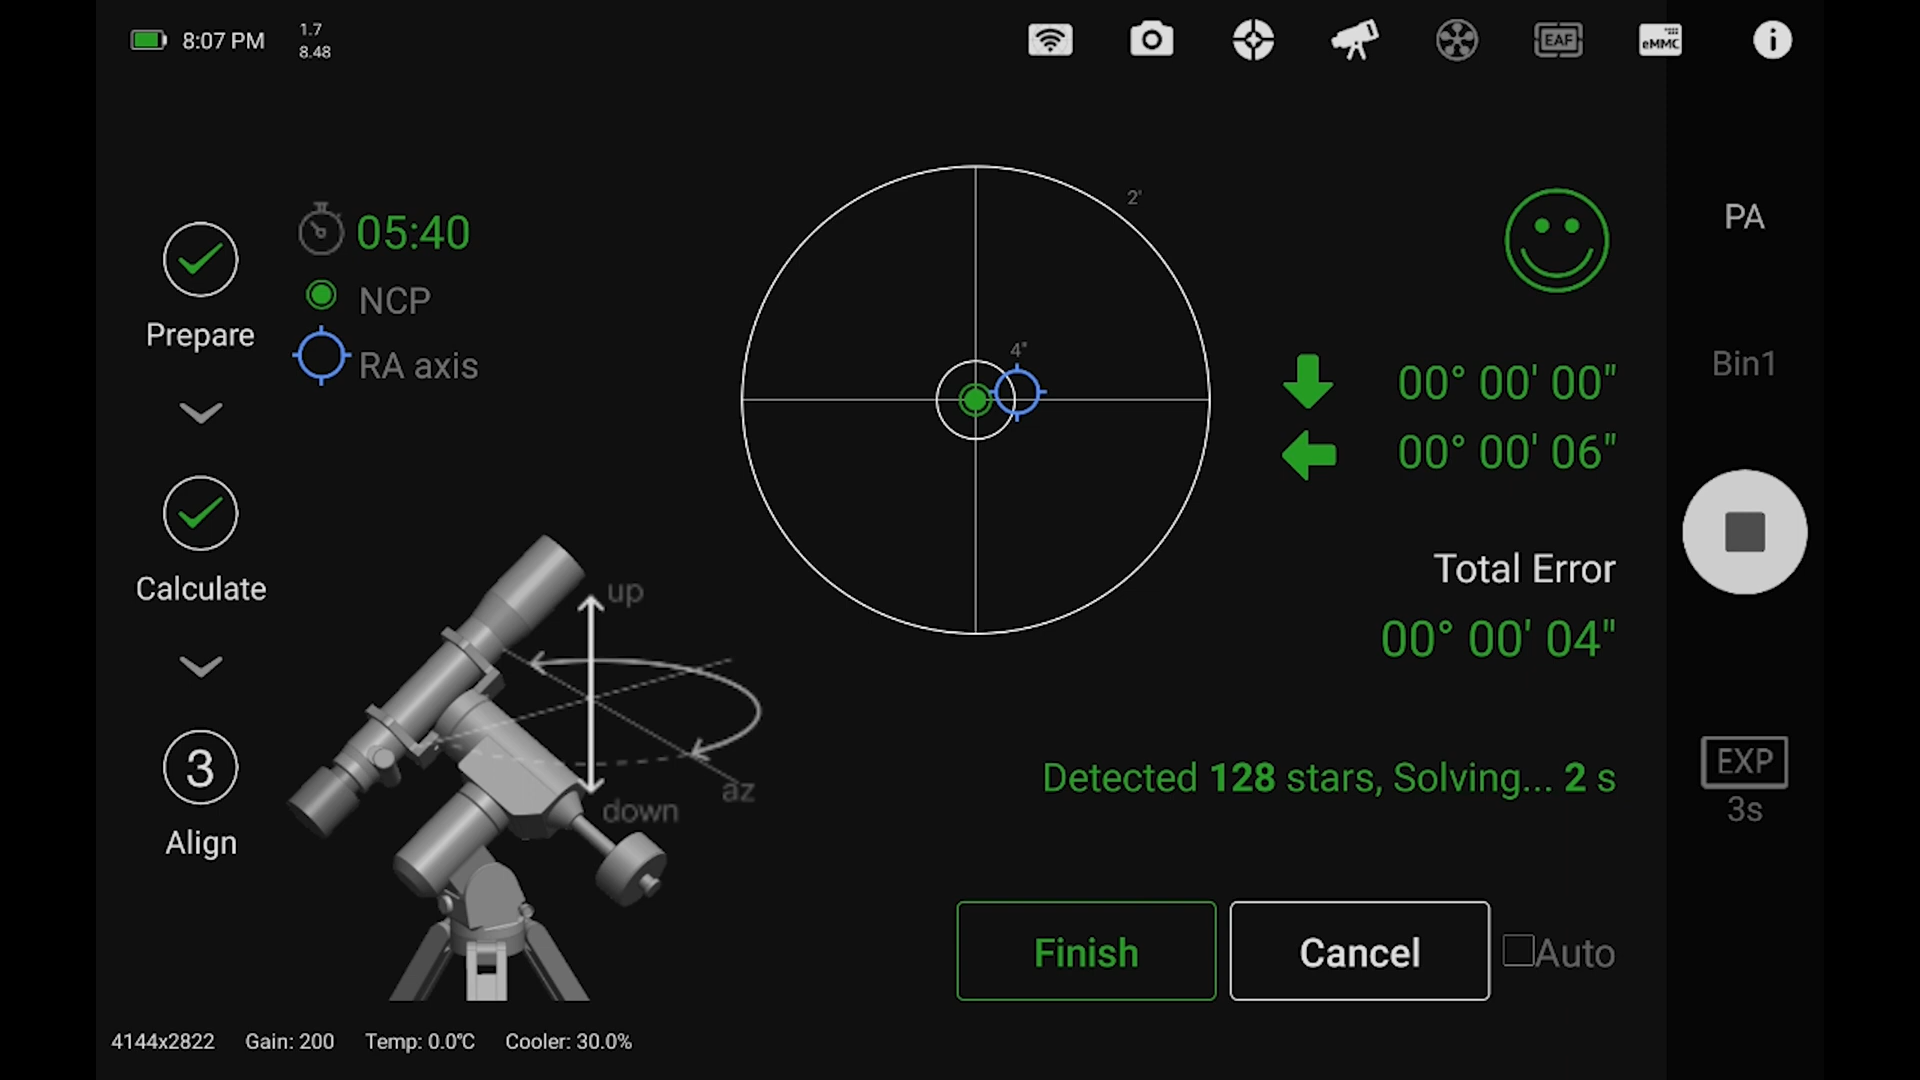 8:07 PM
1.7
8.48
EAF
eMMC
i
2'
PA
05:40
NCP
RA axis
Prepare
4"
Bin1
00° 00' 00"
00° 00' 06"
Total Error
00° 00' 04"
Calculate
up
az
down
Detected 128 stars, Solving... 2 s
EXP
3s
3
Align
Finish
Cancel
Auto
4144x2822 Gain: 200 Temp: 0.0℃ Cooler: 30.0%